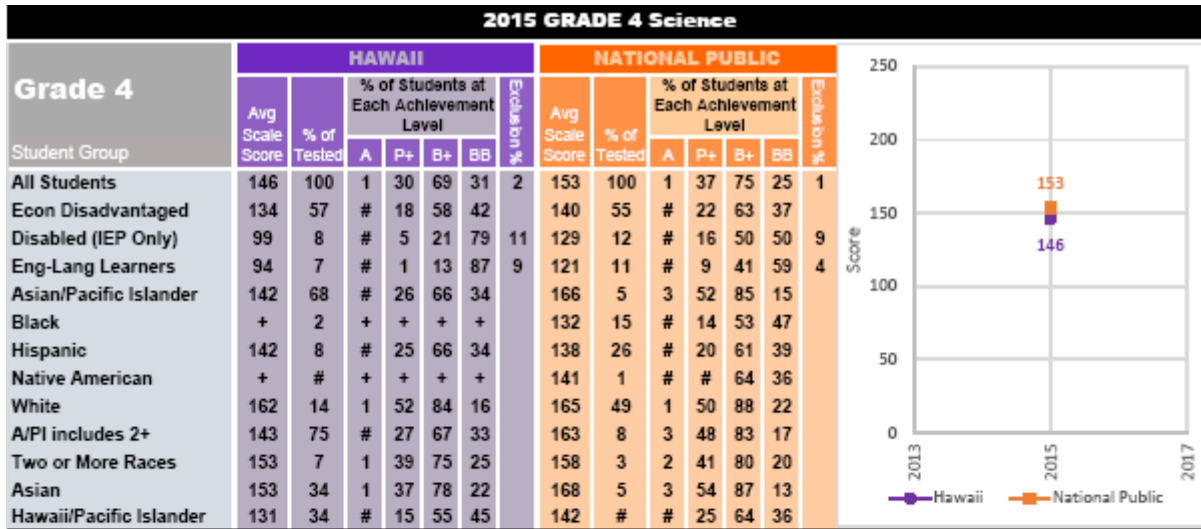 2015 GRADE 4 Science
HAWAII NATIONAL PUBLIC
Grade 4
Student Group
Avg Scale Score % of Tested % of Students at Each Achievement Level Exclusion % Avg Scale Score % of Tested % of Students at Each Achievement Level Exclusion %
A P+ B+ BB A P+ B+ BB
All Students 146 100 1 30 69 31 2 153 100 1 37 75 25 1
Econ Disadvantaged 134 57 # 18 58 42 140 55 # 22 63 37
Disabled (IEP Only) 99 8 # 5 21 79 11 129 12 # 16 50 50 9
Eng-Lang Learners 94 7 # 1 13 87 9 121 11 # 9 41 59 4
Asian/Pacific Islander 142 68 # 26 66 34 166 5 3 52 85 15
Black + 2 + + + + 132 15 # 14 53 47
Hispanic 142 8 # 25 66 34 138 26 # 20 61 39
Native American + # + + + + 141 1 # # 64 36
White 162 14 1 52 84 16 165 49 1 50 88 22
A/PI includes 2+ 143 75 # 27 67 33 163 8 3 48 83 17
Two or More Races 153 7 1 39 75 25 158 3 2 41 80 20
Asian 153 34 1 37 78 22 168 5 3 54 87 13
Hawaii/Pacific Islander 131 34 # 15 55 45 142 # # 25 64 36
250
200
150
100
50
0
Score
153
146
2013 2015 2017
Hawaii National Public